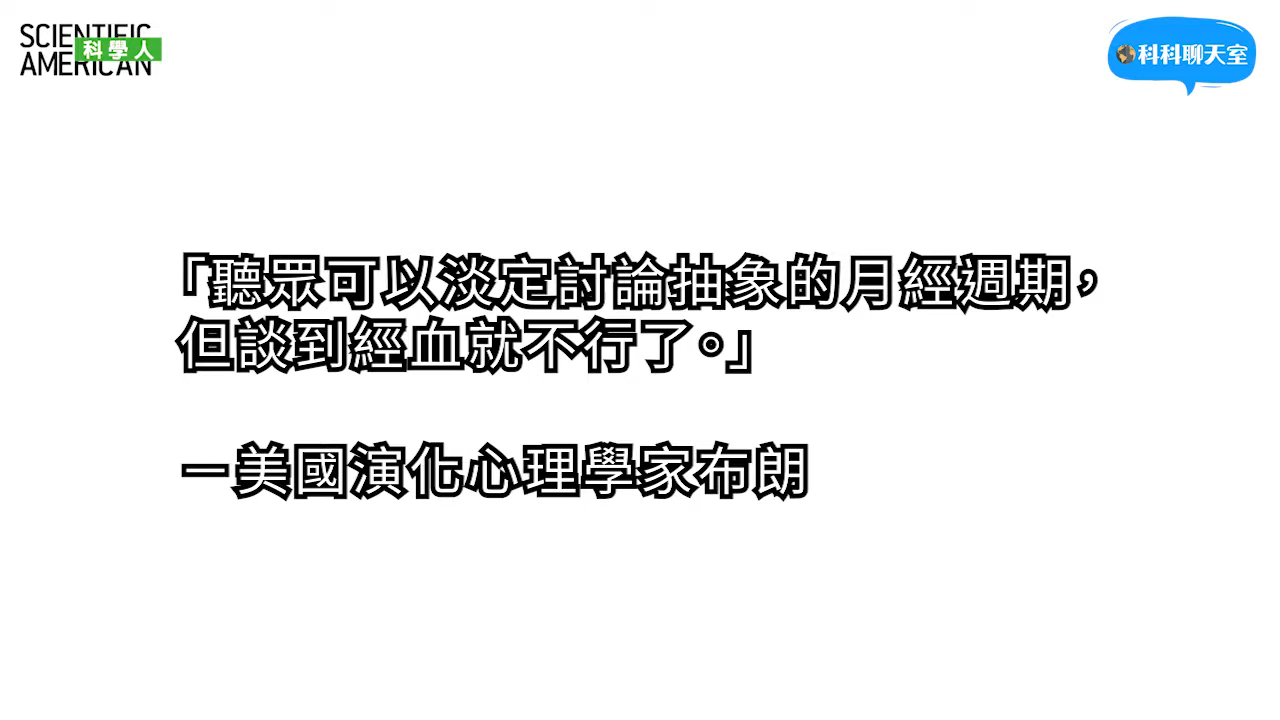 SCIENTIFIC
科學人
AMERICAN
科科聊天室
「聽眾可以淡定討論抽象的月經週期，
但談到經血就不行了。」
－美國演化心理學家布朗